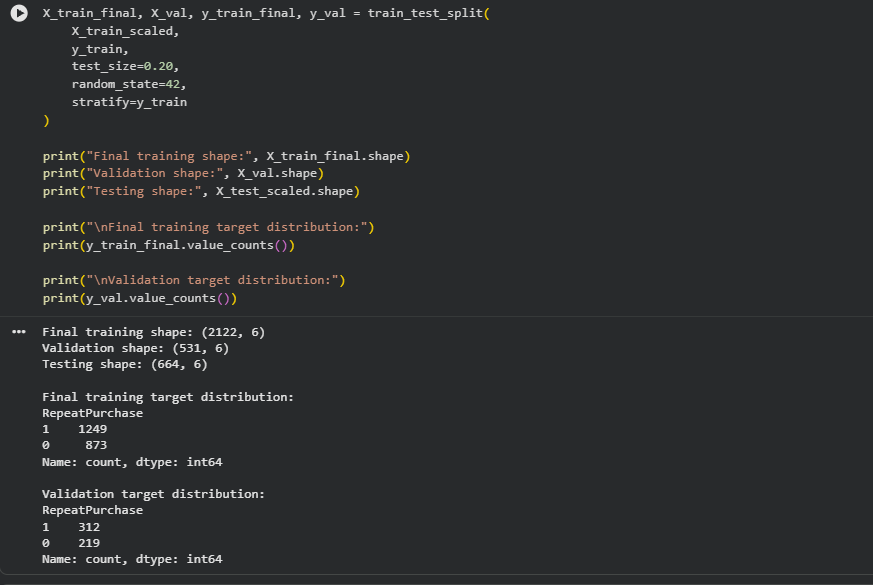 X_train_final, X_val, y_train_final, y_val = train_test_split(
    X_train_scaled,
    y_train,
    test_size=0.20,
    random_state=42,
    stratify=y_train
)

print("Final training shape:", X_train_final.shape)
print("Validation shape:", X_val.shape)
print("Testing shape:", X_test_scaled.shape)

print("\nFinal training target distribution:")
print(y_train_final.value_counts())

print("\nValidation target distribution:")
print(y_val.value_counts())

Final training shape: (2122, 6)
Validation shape: (531, 6)
Testing shape: (664, 6)

Final training target distribution:
RepeatPurchase
1    1249
0     873
Name: count, dtype: int64

Validation target distribution:
RepeatPurchase
1    312
0    219
Name: count, dtype: int64